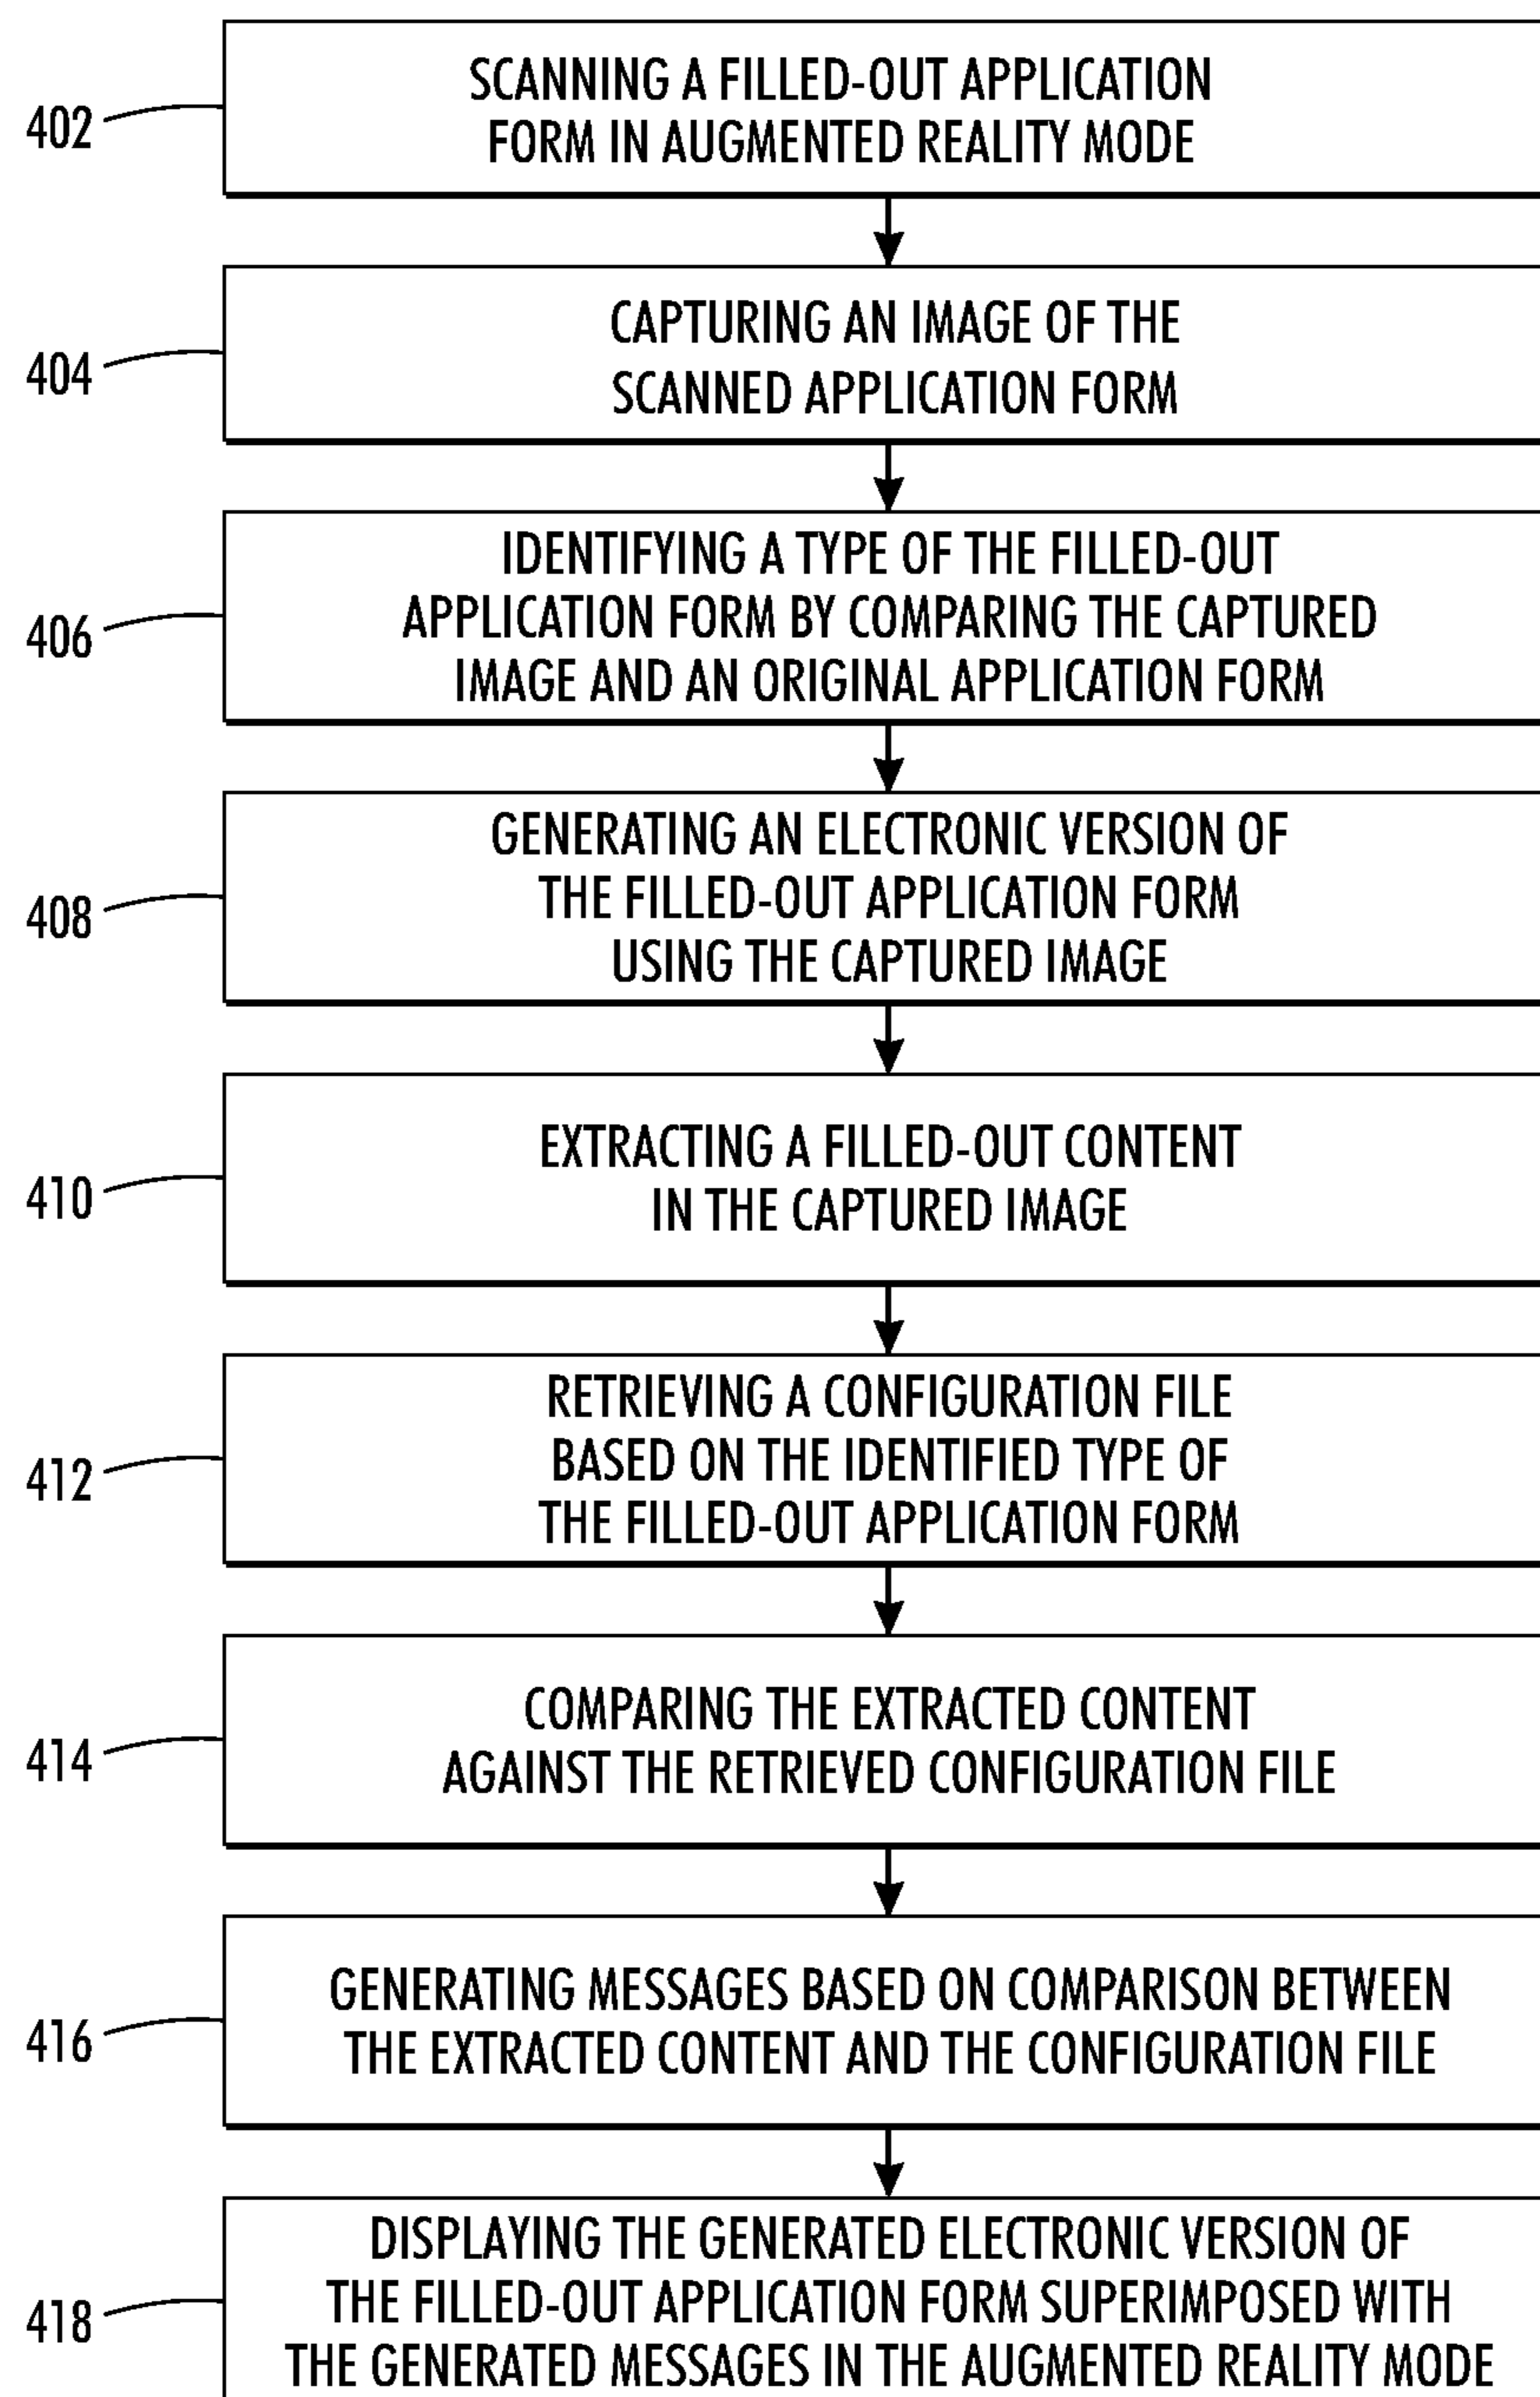 402
SCANNING A FILLED-OUT APPLICATION
FORM IN AUGMENTED REALITY MODE
404
CAPTURING AN IMAGE OF THE
SCANNED APPLICATION FORM
406
IDENTIFYING A TYPE OF THE FILLED-OUT
APPLICATION FORM BY COMPARING THE CAPTURED
IMAGE AND AN ORIGINAL APPLICATION FORM
408
GENERATING AN ELECTRONIC VERSION OF
THE FILLED-OUT APPLICATION FORM
USING THE CAPTURED IMAGE
410
EXTRACTING A FILLED-OUT CONTENT
IN THE CAPTURED IMAGE
412
RETRIEVING A CONFIGURATION FILE
BASED ON THE IDENTIFIED TYPE OF
THE FILLED-OUT APPLICATION FORM
414
COMPARING THE EXTRACTED CONTENT
AGAINST THE RETRIEVED CONFIGURATION FILE
416
GENERATING MESSAGES BASED ON COMPARISON BETWEEN
THE EXTRACTED CONTENT AND THE CONFIGURATION FILE
418
DISPLAYING THE GENERATED ELECTRONIC VERSION OF
THE FILLED-OUT APPLICATION FORM SUPERIMPOSED WITH
THE GENERATED MESSAGES IN THE AUGMENTED REALITY MODE